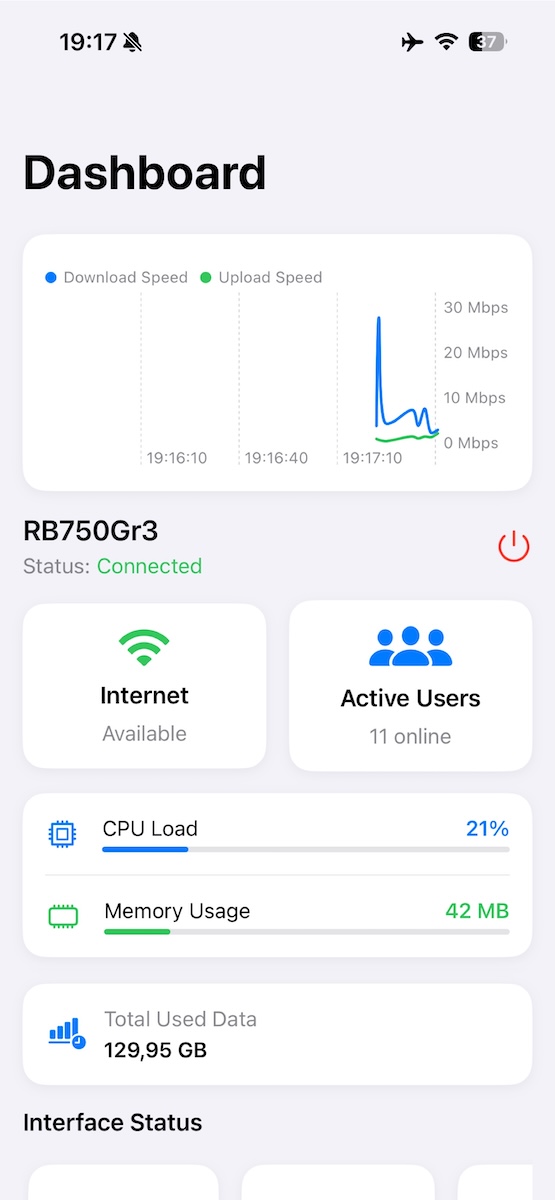 19:17
37
Dashboard
Download Speed Upload Speed
30 Mbps
20 Mbps
10 Mbps
0 Mbps
19:16:10 19:16:40 19:17:10
RB750Gr3
Status: Connected
Internet
Available
Active Users
11 online
CPU Load 21%
Memory Usage 42 MB
Total Used Data
129,95 GB
Interface Status